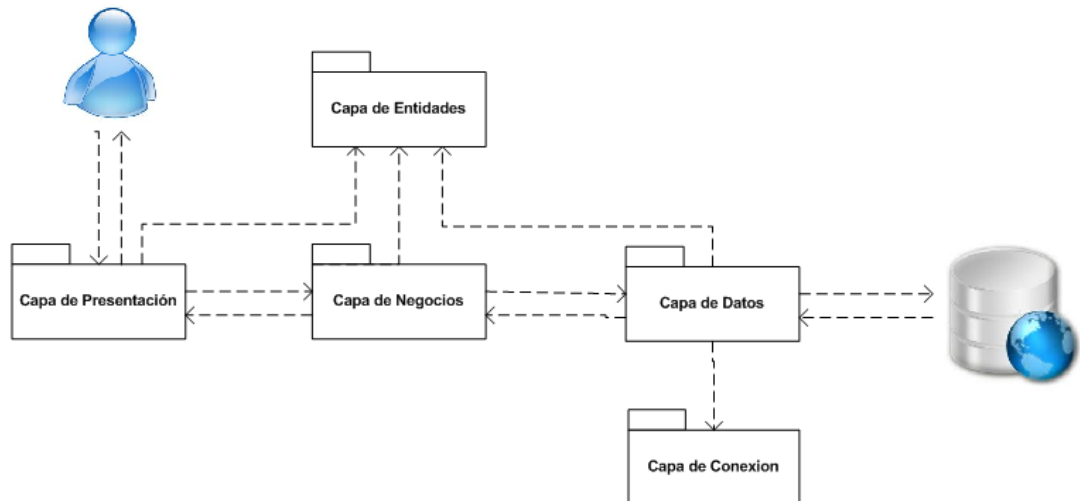 Capa de Entidades
Capa de Presentación
Capa de Negocios
Capa de Datos
Capa de Conexion